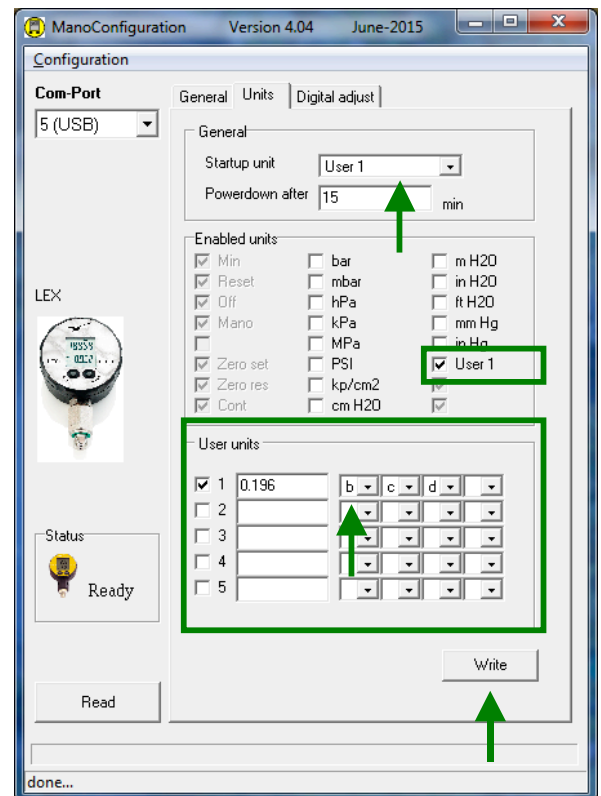 ManoConfiguration Version 4.04 June-2015
Configuration
Com-Port
5 (USB)
General Units Digital adjust
General
Startup unit User 1
Powerdown after 15 min
Enabled units
Min bar m H2O
Reset mbar in H2O
Off hPa ft H2O
Mano kPa mm Hg
MPa in Hg
Zero set PSI User 1
Zero res kp/cm2
Cont cm H2O
LEX
User units
1 0.196 b c d
2
3
4
5
Status
Ready
Write
Read
done...